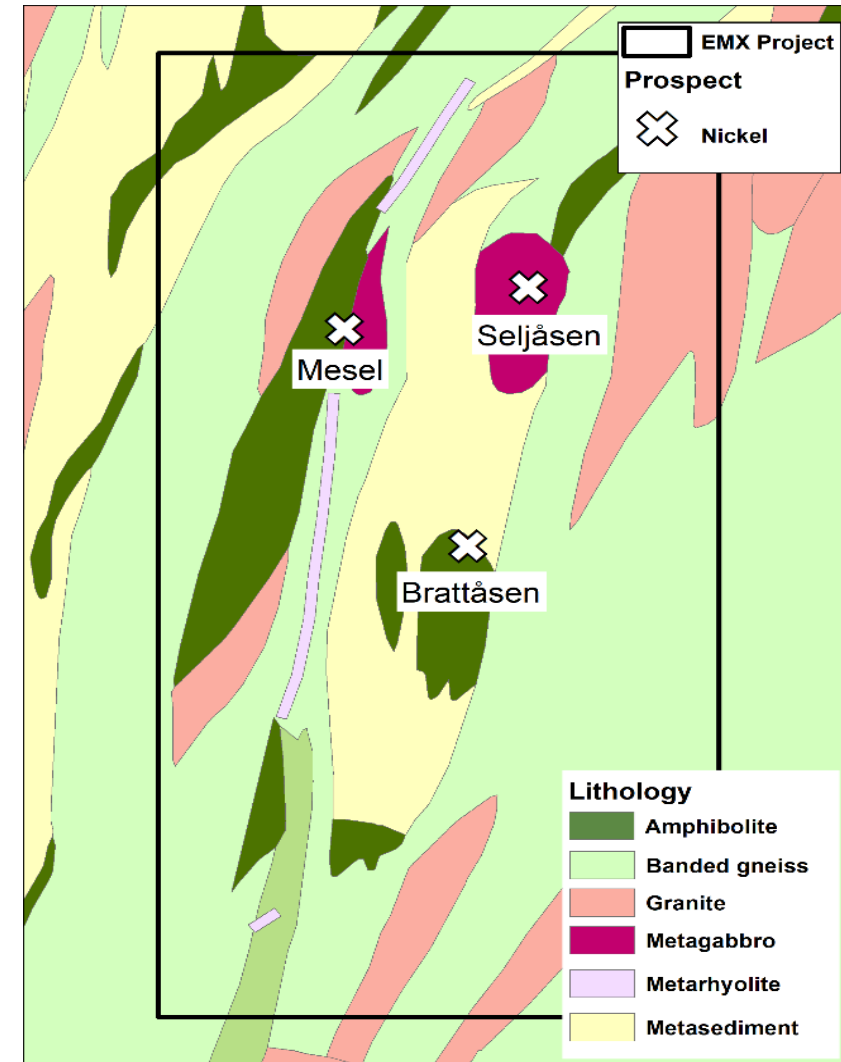 EMX Project
Prospect
Nickel
Seljåsen
Mesel
Brattåsen
Lithology
Amphibolite
Banded gneiss
Granite
Metagabbro
Metarhyolite
Metasediment